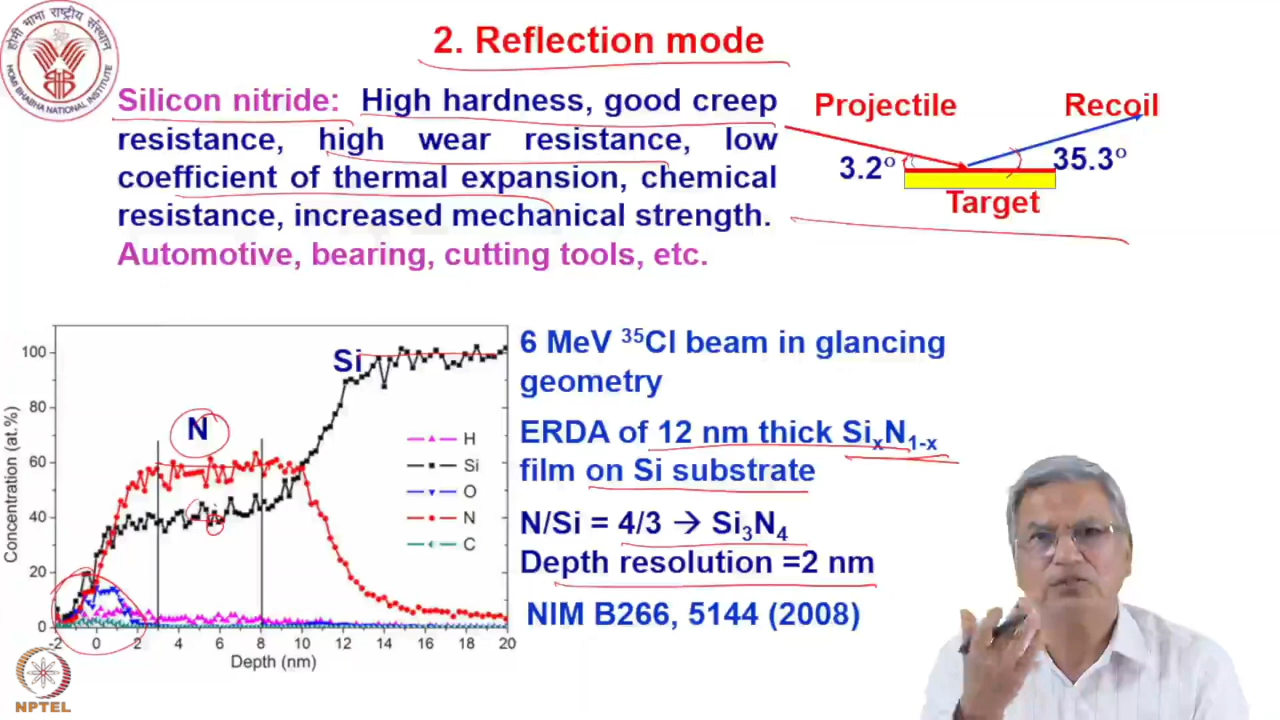 2. Reflection mode
होमी भाभा राष्ट्रीय संस्थान
HOMI BHABHA NATIONAL INSTITUTE
Silicon nitride: High hardness, good creep
resistance, high wear resistance, low
coefficient of thermal expansion, chemical
resistance, increased mechanical strength.
Automotive, bearing, cutting tools, etc.
Projectile
Recoil
3.2°
35.3°
Target
Concentration (at.%)
100
80
60
40
20
0
-2 0 2 4 6 8 10 12 14 16 18 20
Depth (nm)
N
Si
H
Si
O
N
C
6 MeV ³⁵Cl beam in glancing
geometry
ERDA of 12 nm thick SiₓN₁₋ₓ
film on Si substrate
N/Si = 4/3 → Si₃N₄
Depth resolution =2 nm
NIM B266, 5144 (2008)
NPTEL